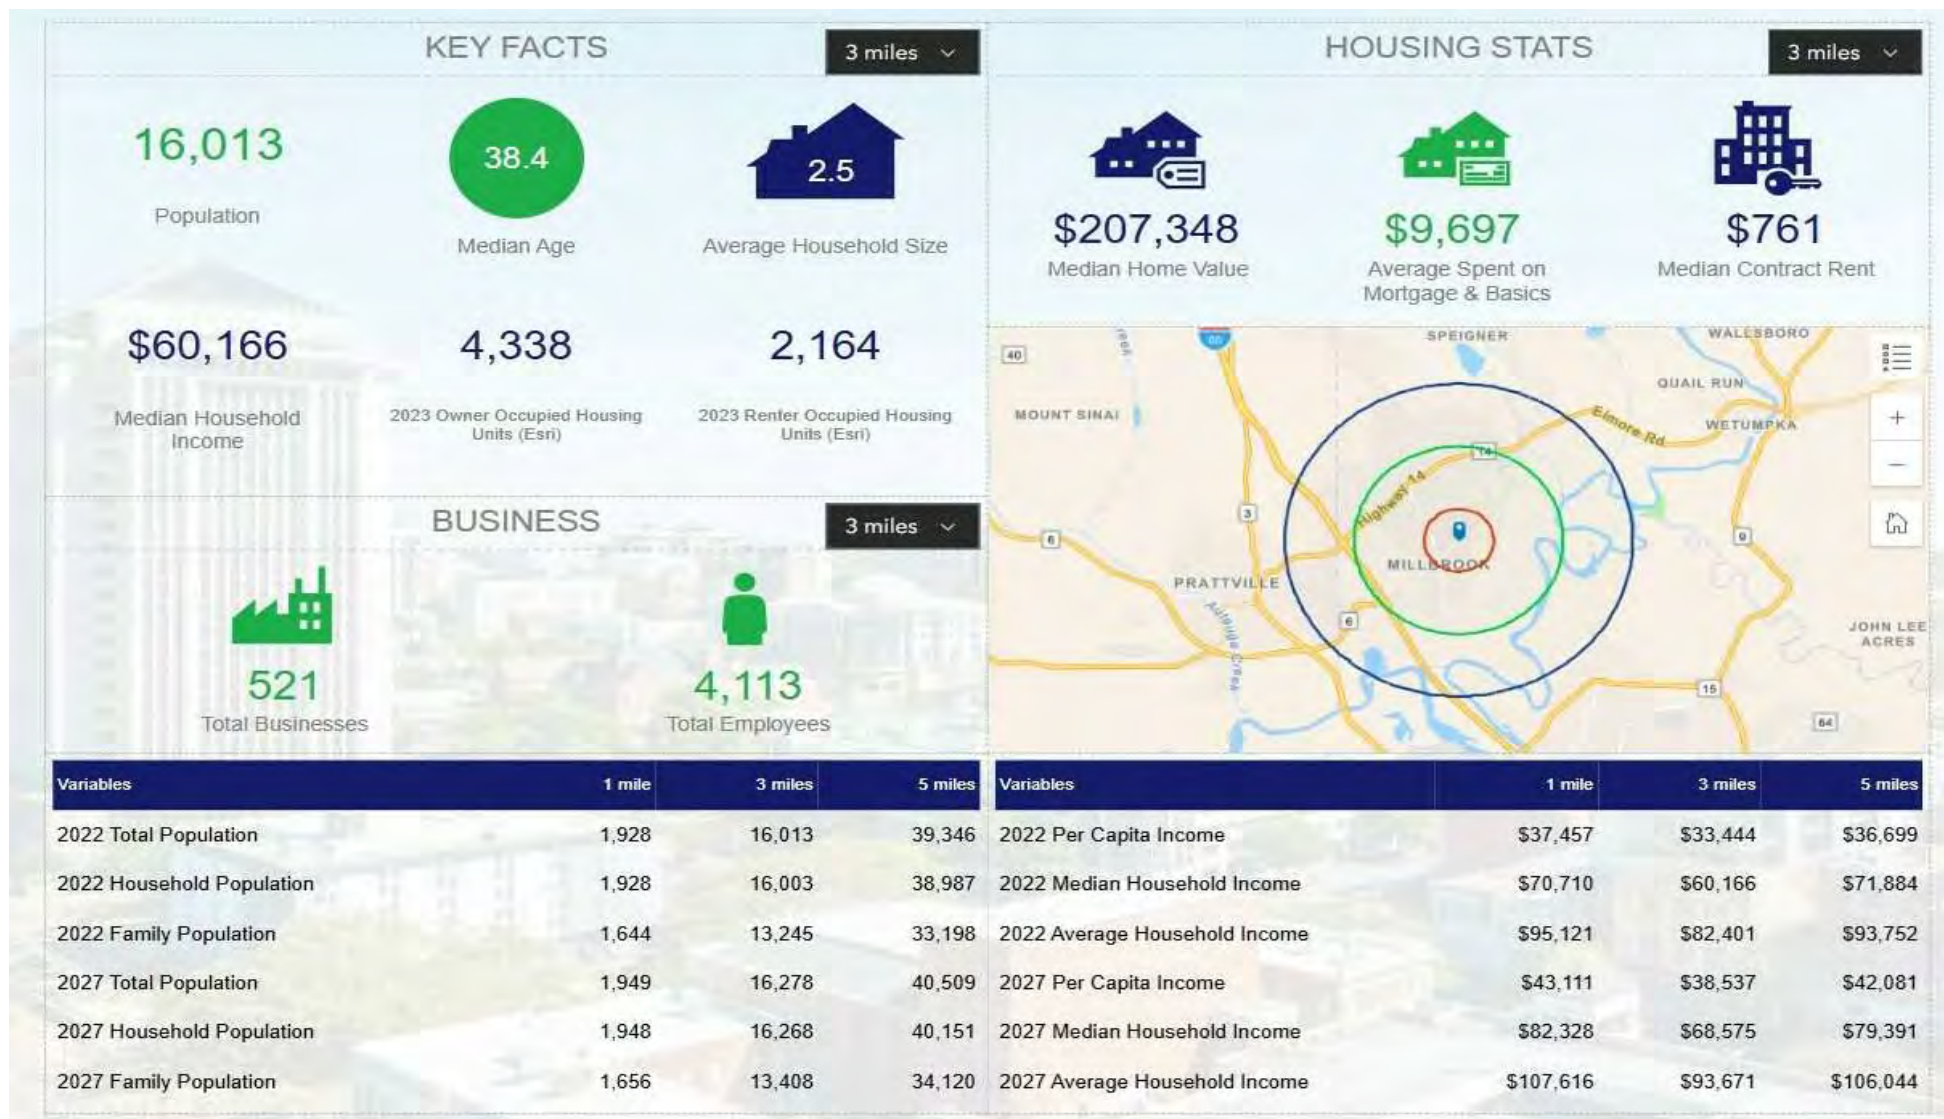 KEY FACTS
3 miles
16,013
Population
38.4
Median Age
2.5
Average Household Size
$60,166
Median Household
Income
4,338
2023 Owner Occupied Housing
Units (Esri)
2,164
2023 Renter Occupied Housing
Units (Esri)
BUSINESS
3 miles
521
Total Businesses
4,113
Total Employees
HOUSING STATS
3 miles
$207,348
Median Home Value
$9,697
Average Spent on
Mortgage & Basics
$761
Median Contract Rent
SPEIGNER
WALLSBORO
40
QUAIL RUN
MOUNT SINAI
Elmore Rd
WETUMPKA
14
Highway 14
3
6
9
MILLBROOK
PRATTVILLE
Autauga Creek
6
JOHN LEE
ACRES
15
64
Variables 1 mile 3 miles 5 miles
2022 Total Population 1,928 16,013 39,346
2022 Household Population 1,928 16,003 38,987
2022 Family Population 1,644 13,245 33,198
2027 Total Population 1,949 16,278 40,509
2027 Household Population 1,948 16,268 40,151
2027 Family Population 1,656 13,408 34,120
Variables 1 mile 3 miles 5 miles
2022 Per Capita Income $37,457 $33,444 $36,699
2022 Median Household Income $70,710 $60,166 $71,884
2022 Average Household Income $95,121 $82,401 $93,752
2027 Per Capita Income $43,111 $38,537 $42,081
2027 Median Household Income $82,328 $68,575 $79,391
2027 Average Household Income $107,616 $93,671 $106,044